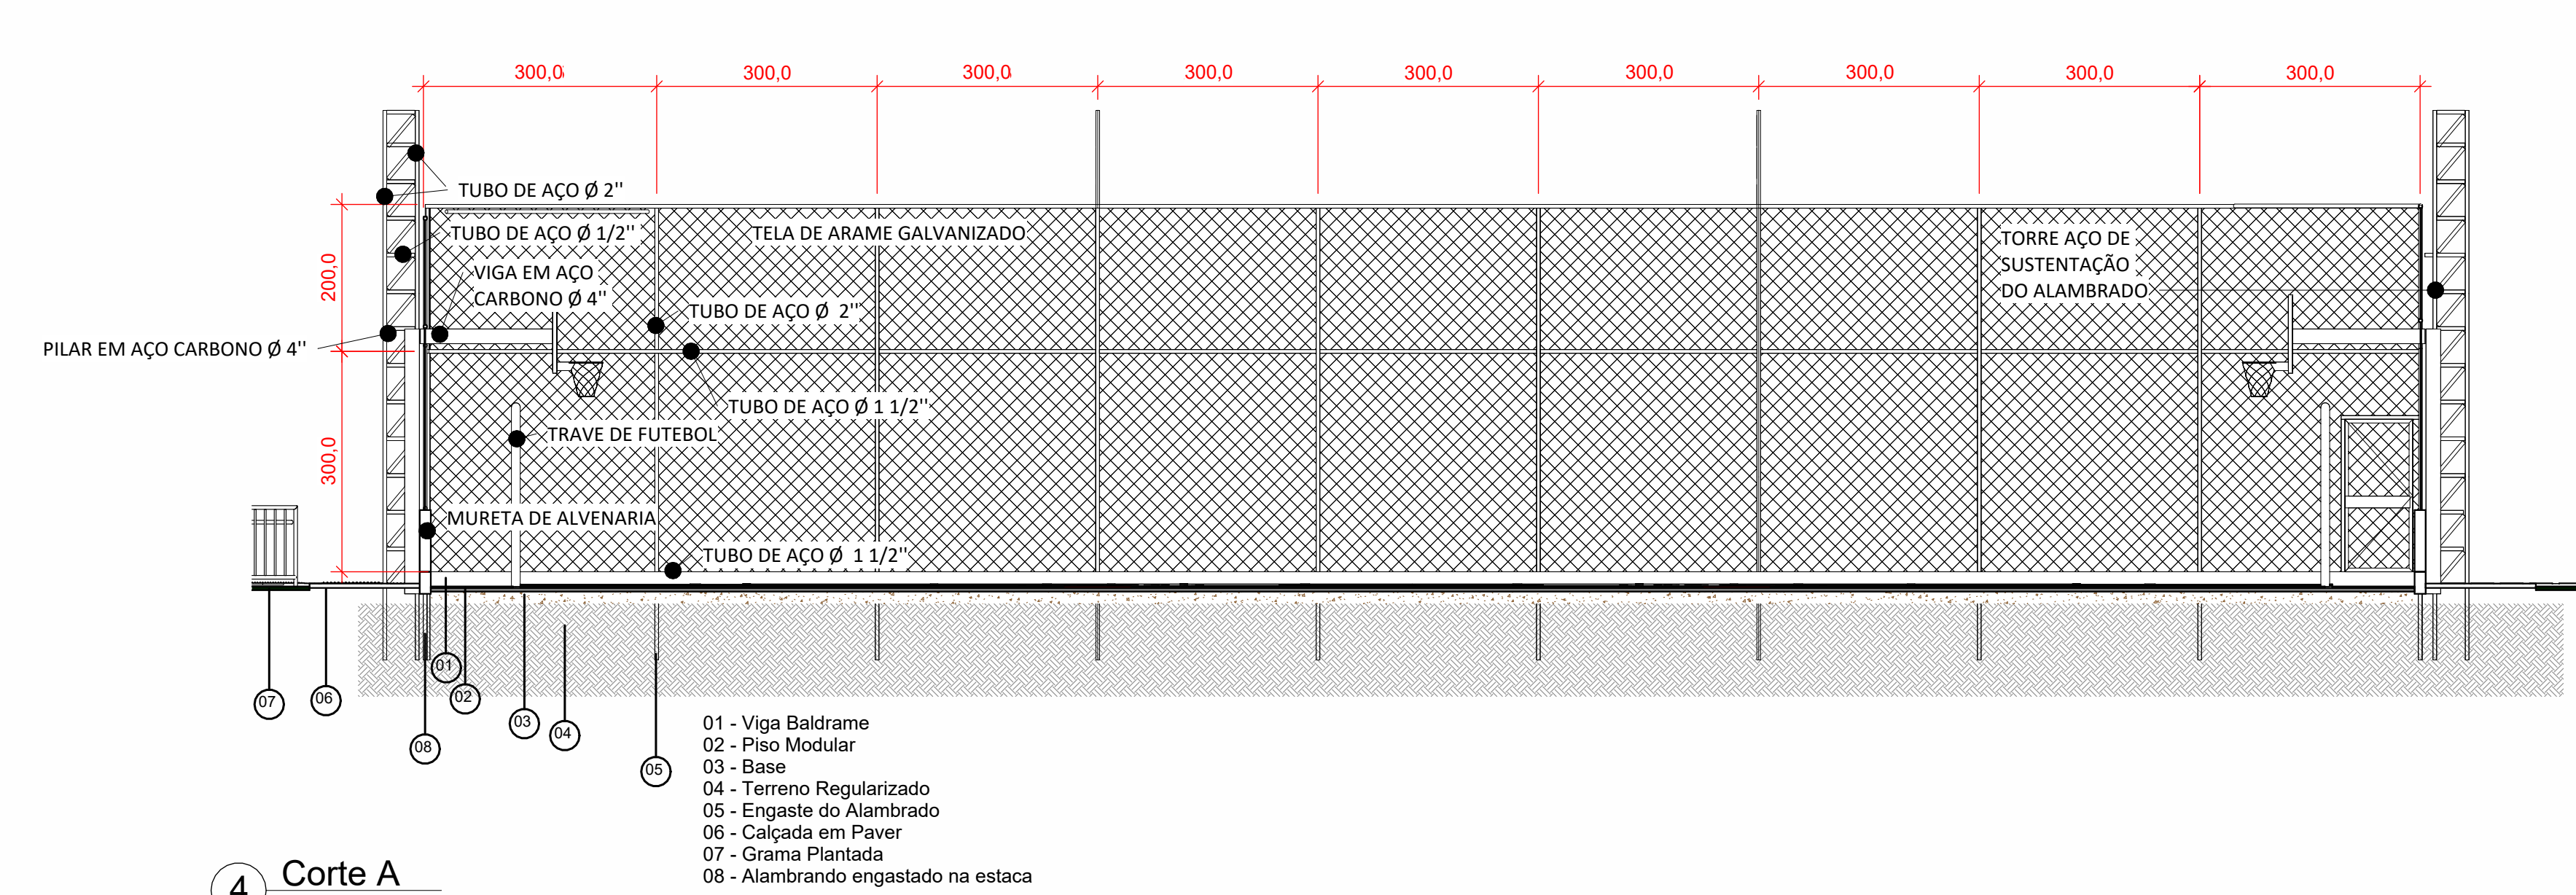 300,0 300,0 300,0 300,0 300,0 300,0 300,0 300,0 300,0
TUBO DE AÇO Ø 2''
TUBO DE AÇO Ø 1/2''
TELA DE ARAME GALVANIZADO
TORRE AÇO DE
SUSTENTAÇÃO
DO ALAMBRADO
200,0
VIGA EM AÇO
CARBONO Ø 4''
TUBO DE AÇO Ø 2''
PILAR EM AÇO CARBONO Ø 4''
TUBO DE AÇO Ø 1 1/2''
TRAVE DE FUTEBOL
300,0
MURETA DE ALVENARIA
TUBO DE AÇO Ø 1 1/2''
01
02
03
04
05
06
07
08
01 - Viga Baldrame
02 - Piso Modular
03 - Base
04 - Terreno Regularizado
05 - Engaste do Alambrado
06 - Calçada em Paver
07 - Grama Plantada
08 - Alambrando engastado na estaca
4 Corte A